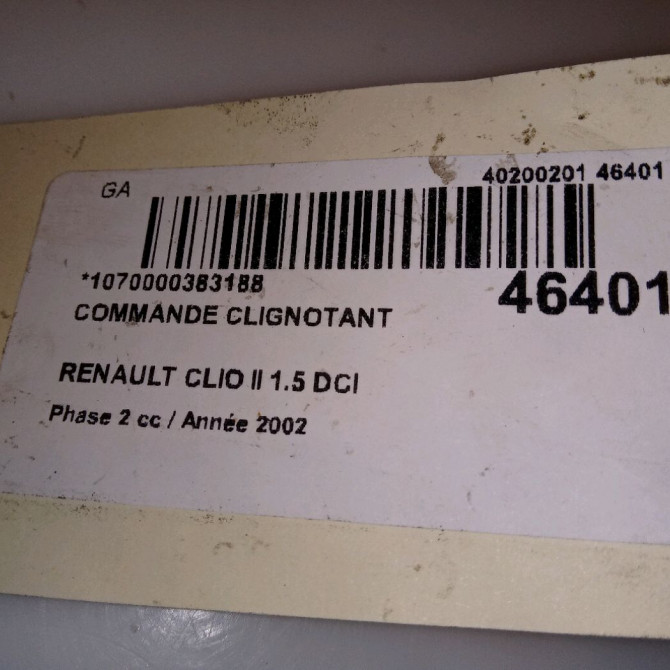 GA
40200201 46401
*1070000383188
46401
COMMANDE CLIGNOTANT
RENAULT CLIO II 1.5 DCI
Phase 2 cc / Année 2002